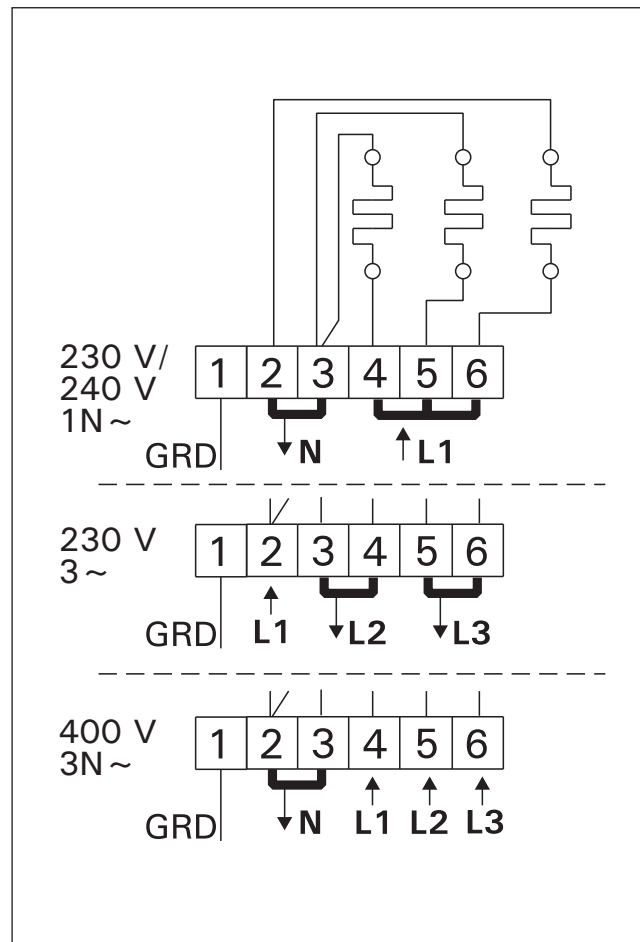 230 V/
240 V
1N ~
1 2 3 4 5 6
GRD N L1
230 V
3 ~
1 2 3 4 5 6
GRD L1 L2 L3
400 V
3N ~
1 2 3 4 5 6
GRD N L1 L2 L3